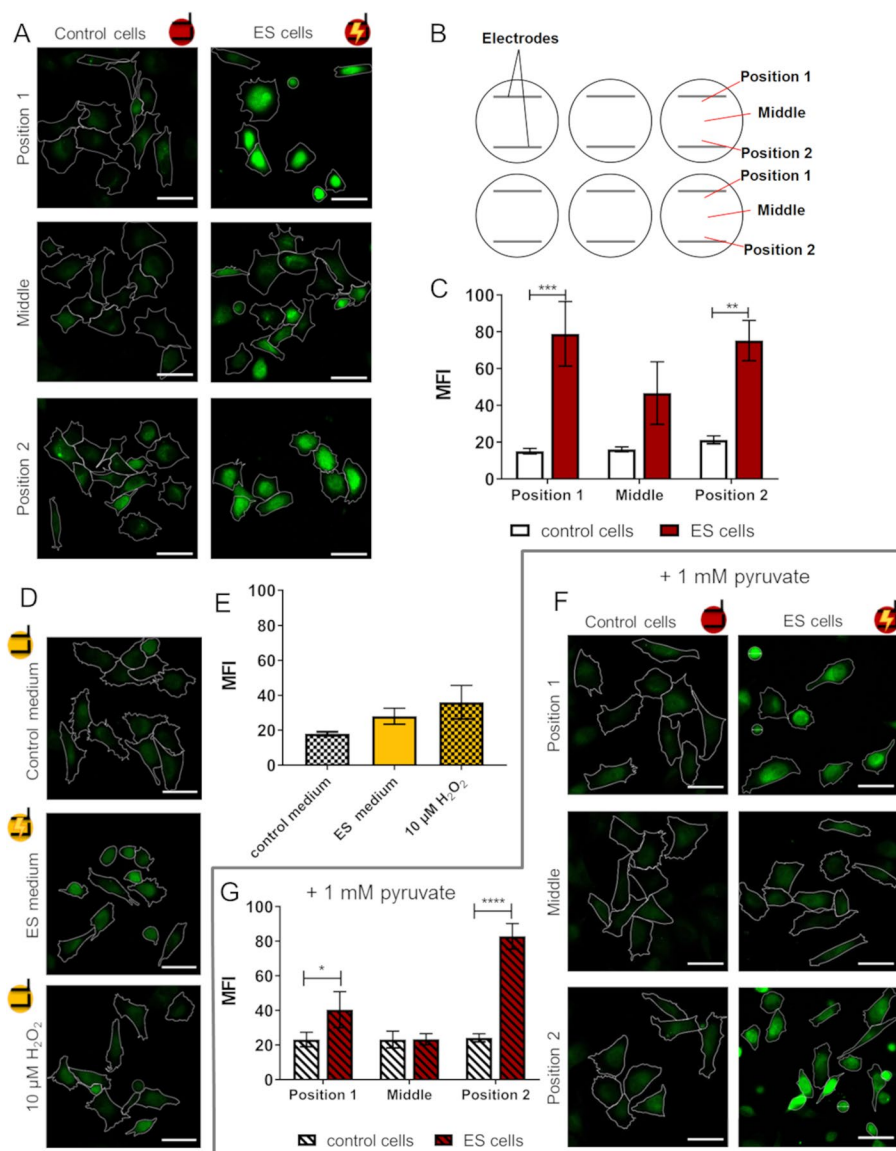 A
Control cells
ES cells
Position 1
Middle
Position 2
B
Electrodes
Position 1
Middle
Position 2
Position 1
Middle
Position 2
C
100
80
60
40
20
0
MFI
***
**
Position 1 Middle Position 2
control cells ES cells
D
Control medium
ES medium
10 µM H₂O₂
E
100
80
60
40
20
0
MFI
control medium
ES medium
10 µM H₂O₂
+ 1 mM pyruvate
F
Control cells
ES cells
Position 1
Middle
Position 2
G
+ 1 mM pyruvate
100
80
60
40
20
0
MFI
*
****
Position 1 Middle Position 2
control cells ES cells